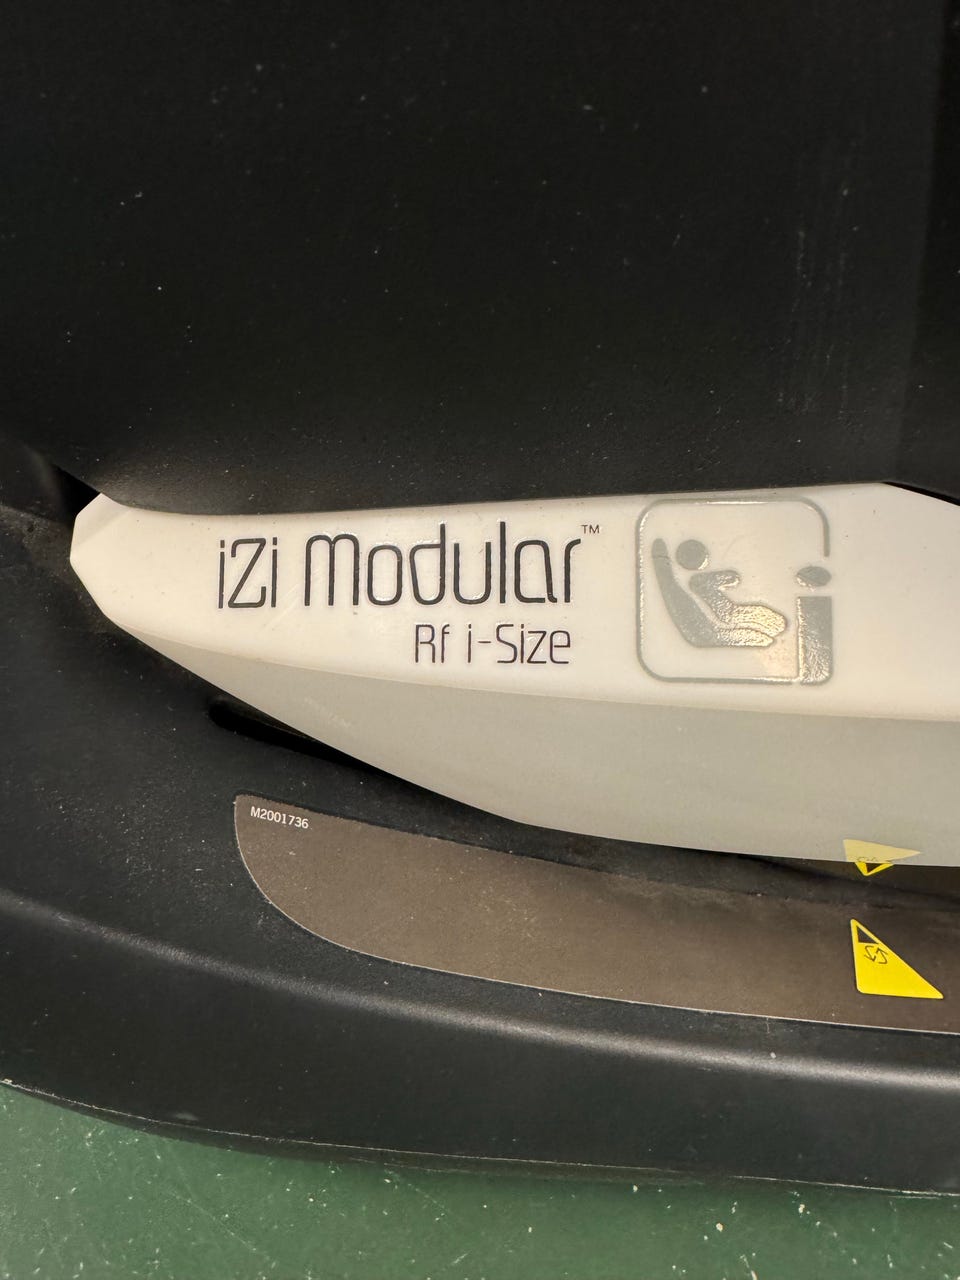 iZi Modular™
Rf i-Size
M2001736